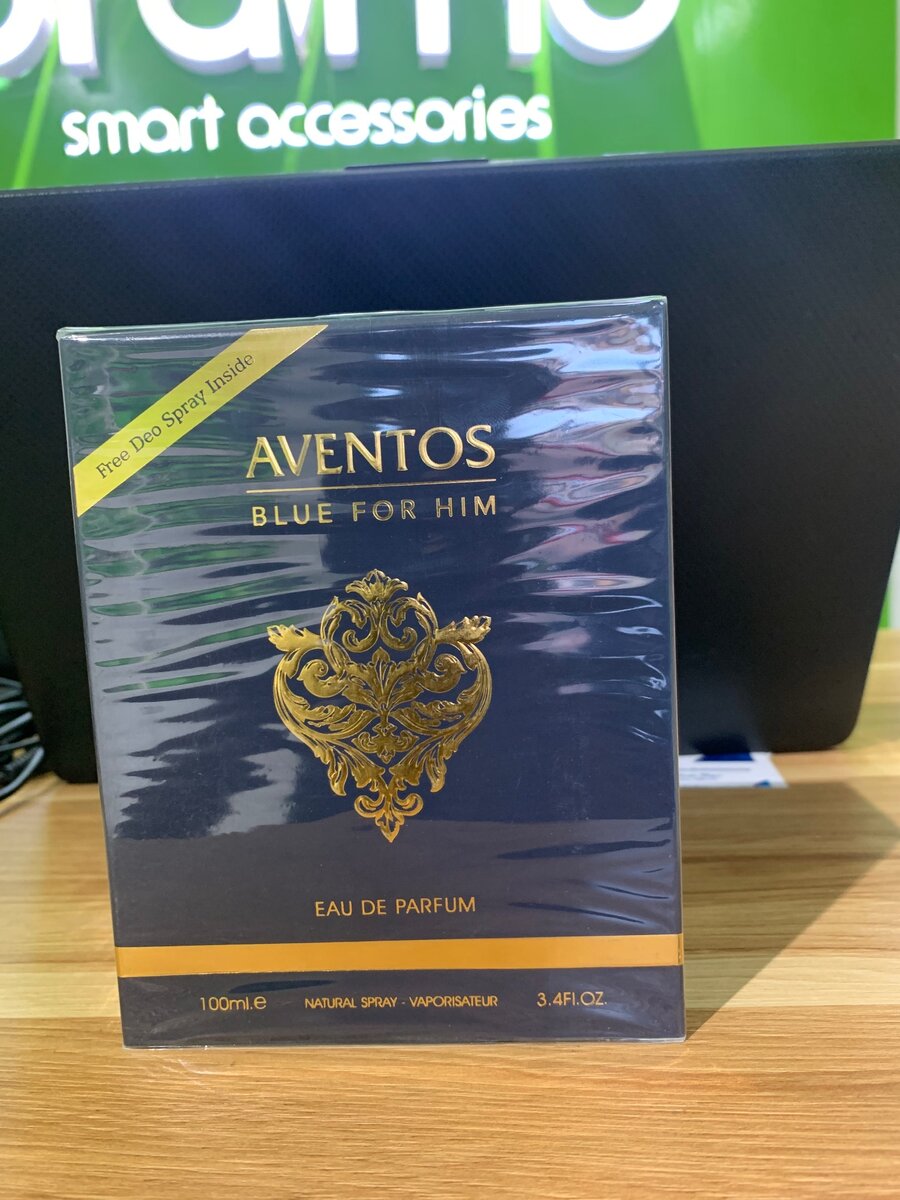 smart accessories
Free Deo Spray Inside
AVENTOS
BLUE FOR HIM
EAU DE PARFUM
100ml.e NATURAL SPRAY - VAPORISATEUR 3.4Fl.OZ.